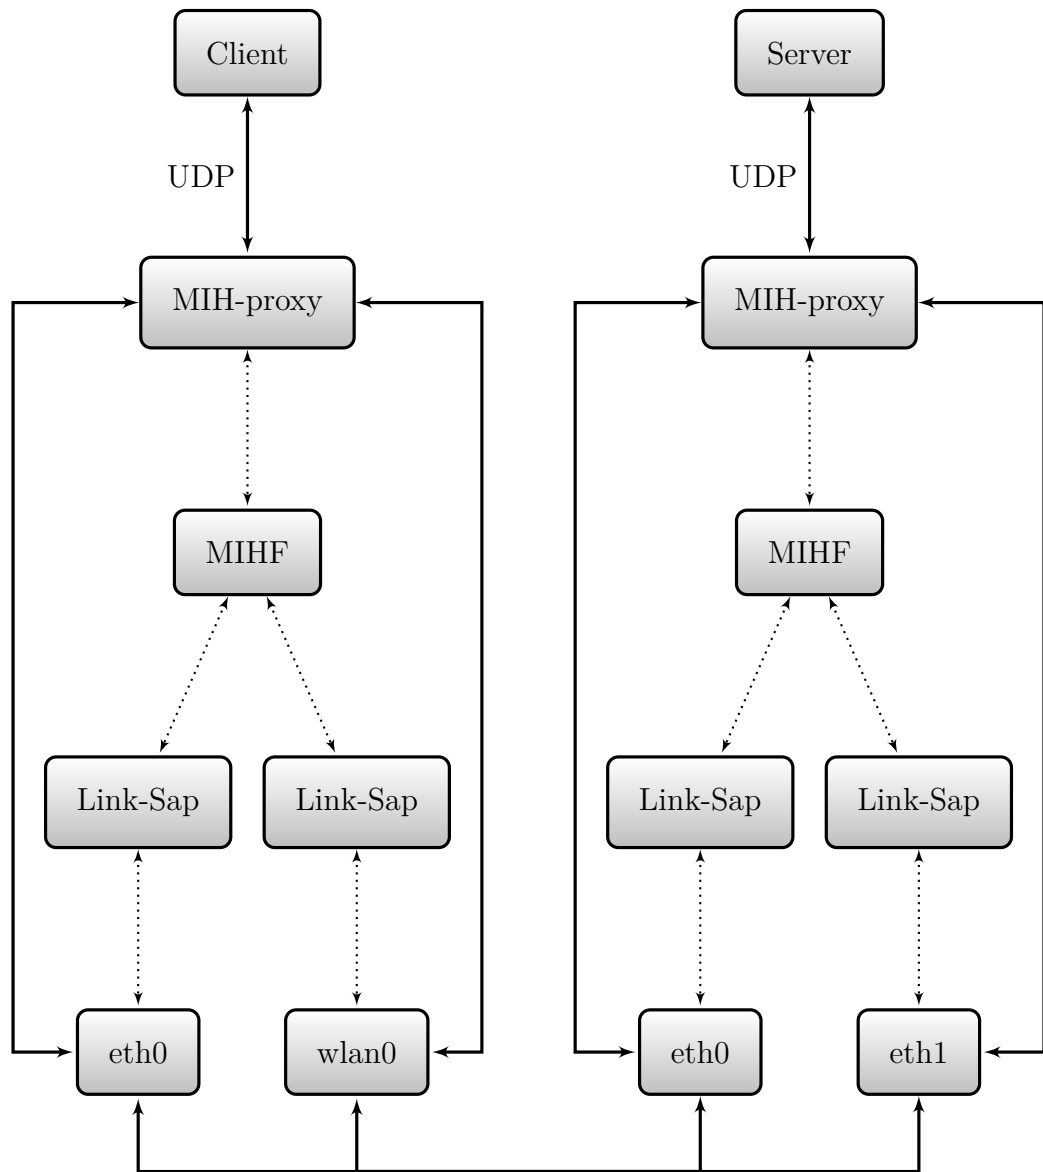 Client
Server
UDP
UDP
MIH-proxy
MIH-proxy
MIHF
MIHF
Link-Sap
Link-Sap
Link-Sap
Link-Sap
eth0
wlan0
eth0
eth1